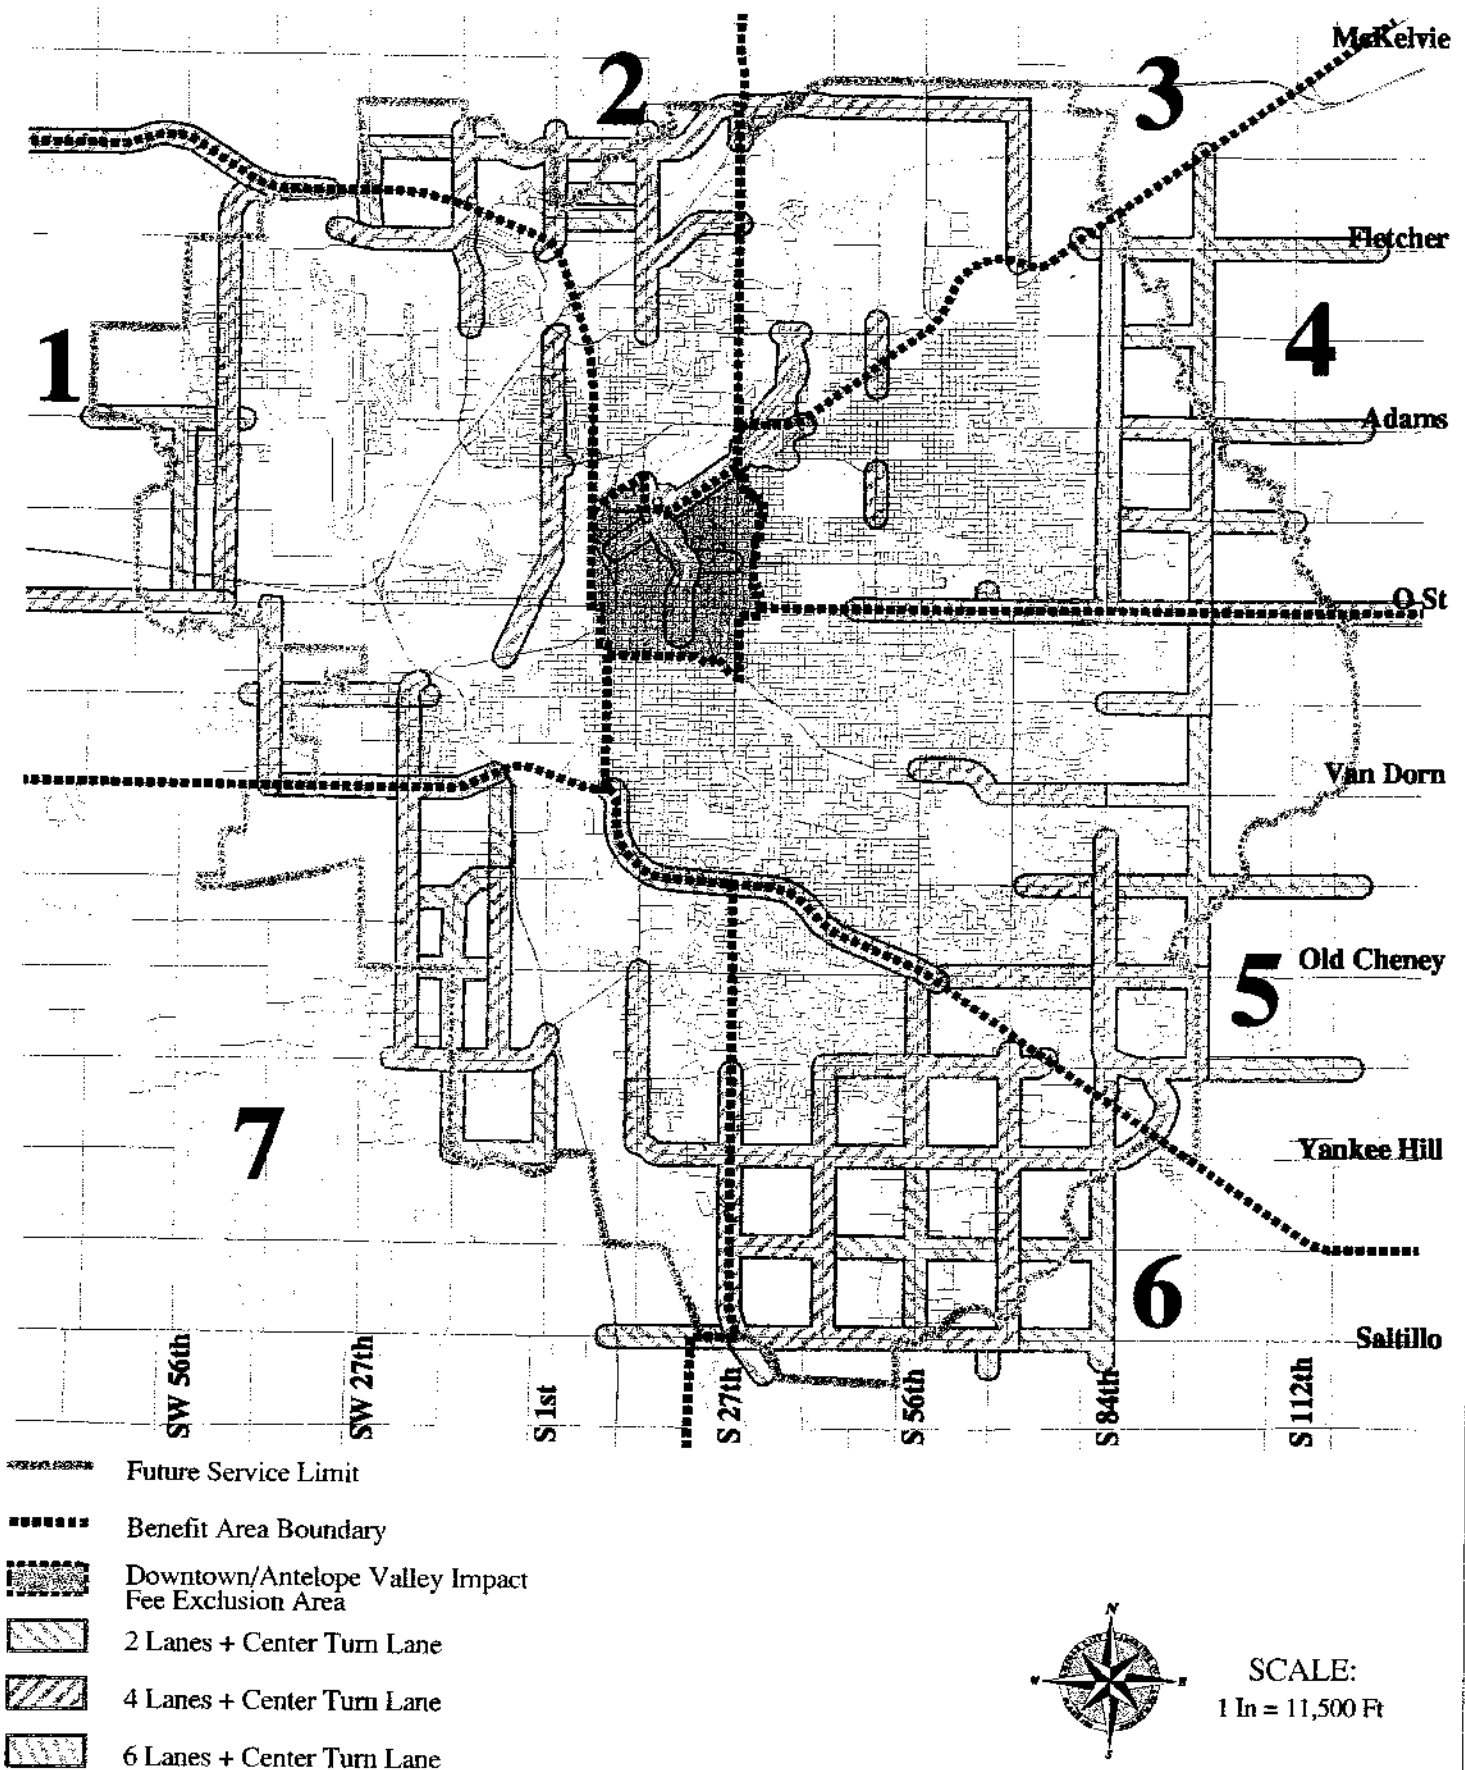 McKelvie
2
3
Fletcher
1
4
Adams
O St
Van Dorn
5
Old Cheney
7
Yankee Hill
6
Saltillo
SW 56th
SW 27th
S 1st
S 27th
S 56th
S 84th
S 112th
Future Service Limit
Benefit Area Boundary
Downtown/Antelope Valley Impact
Fee Exclusion Area
2 Lanes + Center Turn Lane
4 Lanes + Center Turn Lane
6 Lanes + Center Turn Lane
N
S
SCALE:
1 In = 11,500 Ft